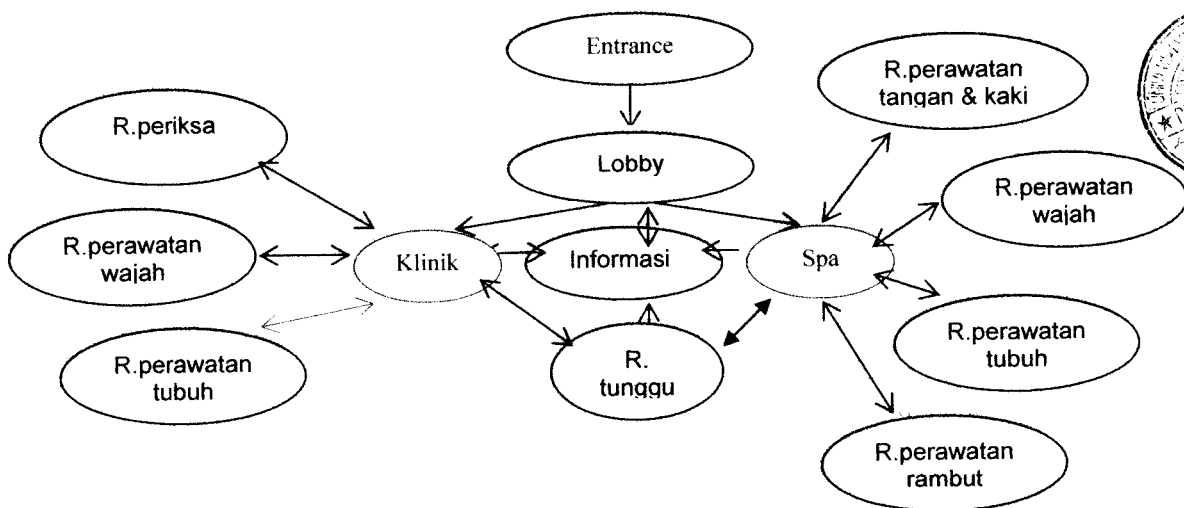 Entrance
R.perawatan
tangan & kaki
R.periksa
Lobby
R.perawatan
wajah
R.perawatan
wajah
Klinik
Informasi
Spa
R.perawatan
tubuh
R.
tunggu
R.perawatan
tubuh
R.perawatan
rambut